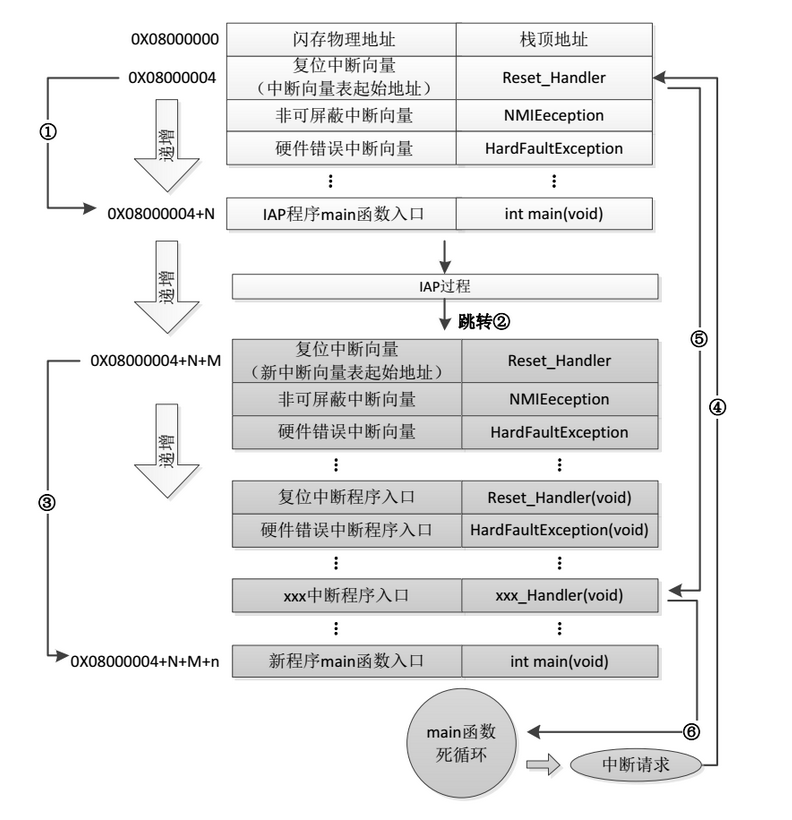 0X08000000 闪存物理地址 栈顶地址
0X08000004 复位中断向量
（中断向量表起始地址） Reset_Handler
非可屏蔽中断向量 NMIEeception
①
递增
硬件错误中断向量 HardFaultException
0X08000004+N IAP程序main函数入口 int main(void)
递增
IAP过程
跳转②
⑤
0X08000004+N+M 复位中断向量
（新中断向量表起始地址） Reset_Handler
非可屏蔽中断向量 NMIEeception
④
硬件错误中断向量 HardFaultException
递增
③
复位中断程序入口 Reset_Handler(void)
硬件错误中断程序入口 HardFaultException(void)
xxx中断程序入口 xxx_Handler(void)
0X08000004+N+M+n 新程序main函数入口 int main(void)
⑥
main函数
死循环
中断请求